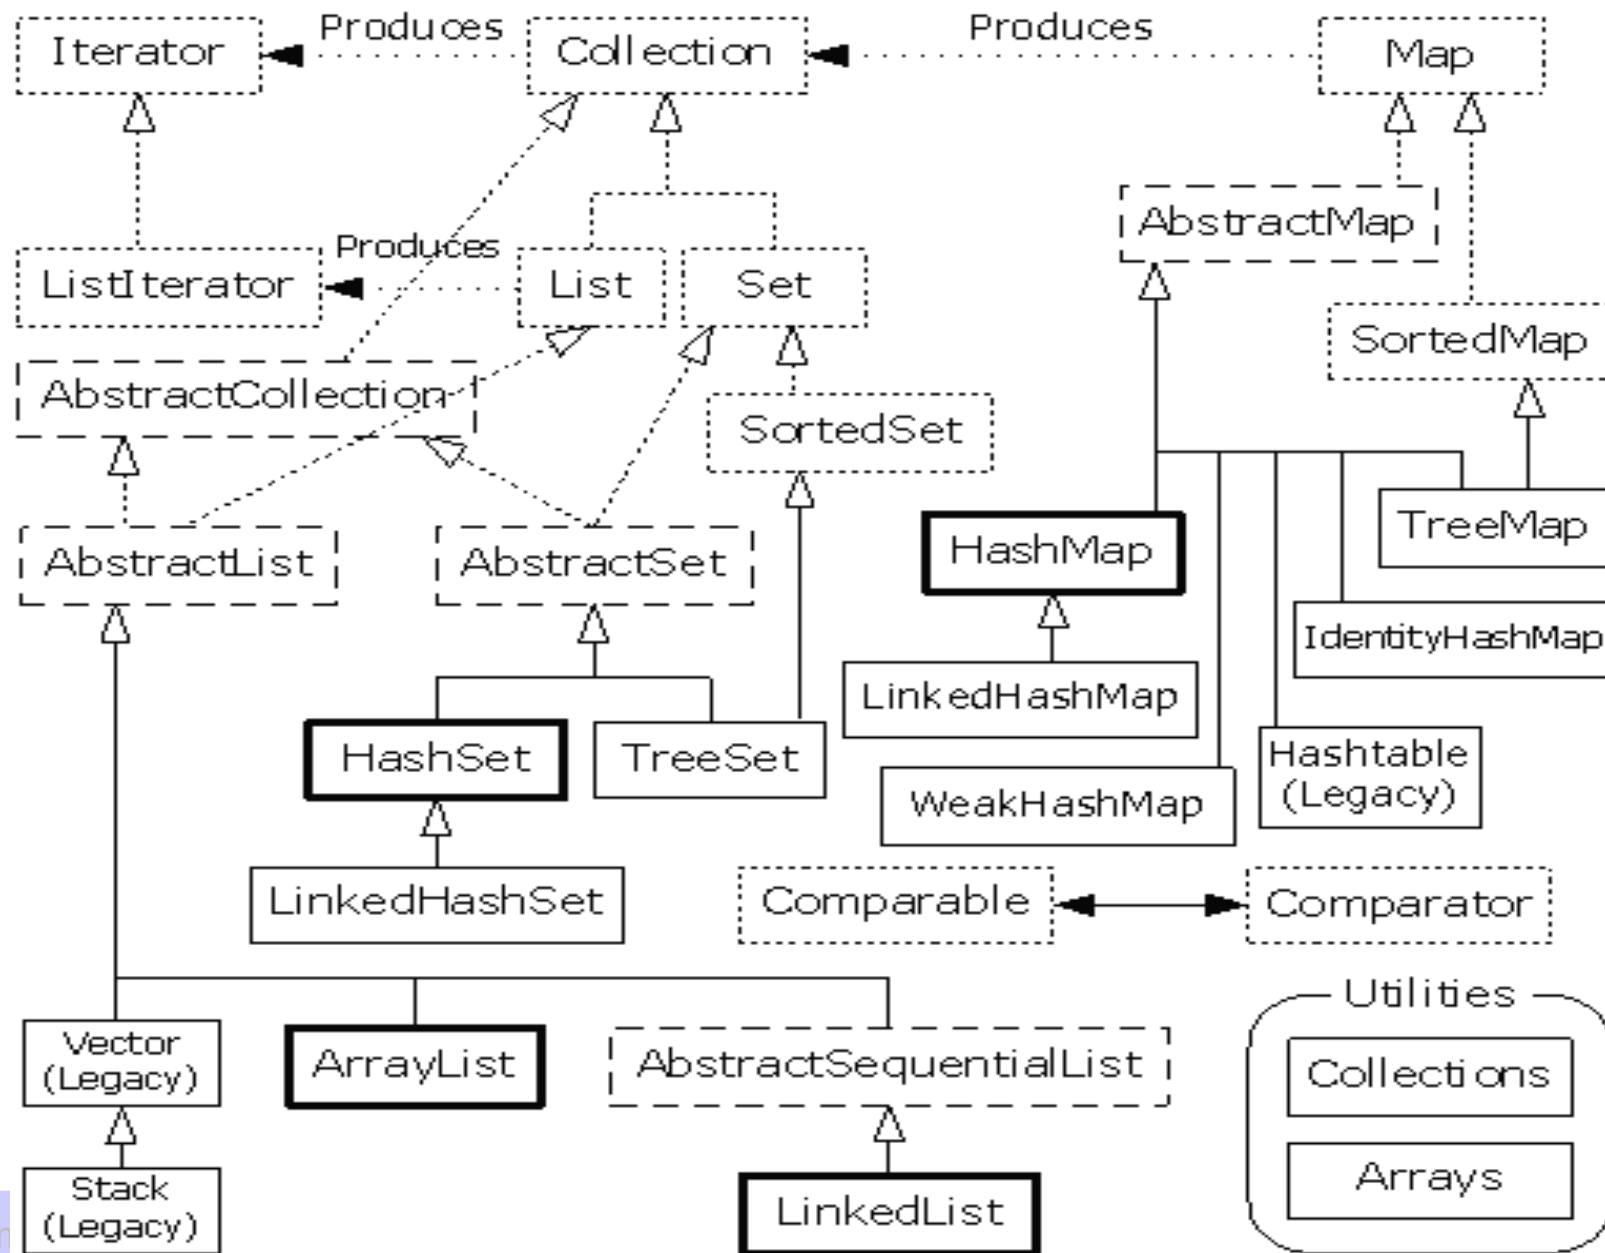 Produces
Produces
Iterator
Collection
Map
AbstractMap
Produces
ListIterator
List
Set
SortedMap
AbstractCollection
SortedSet
TreeMap
HashMap
AbstractList
AbstractSet
IdentityHashMap
LinkedHashMap
HashSet
TreeSet
Hashtable
(Legacy)
WeakHashMap
LinkedHashSet
Comparable
Comparator
Utilities
Vector
(Legacy)
ArrayList
AbstractSequentialList
Collections
Arrays
Stack
(Legacy)
LinkedList